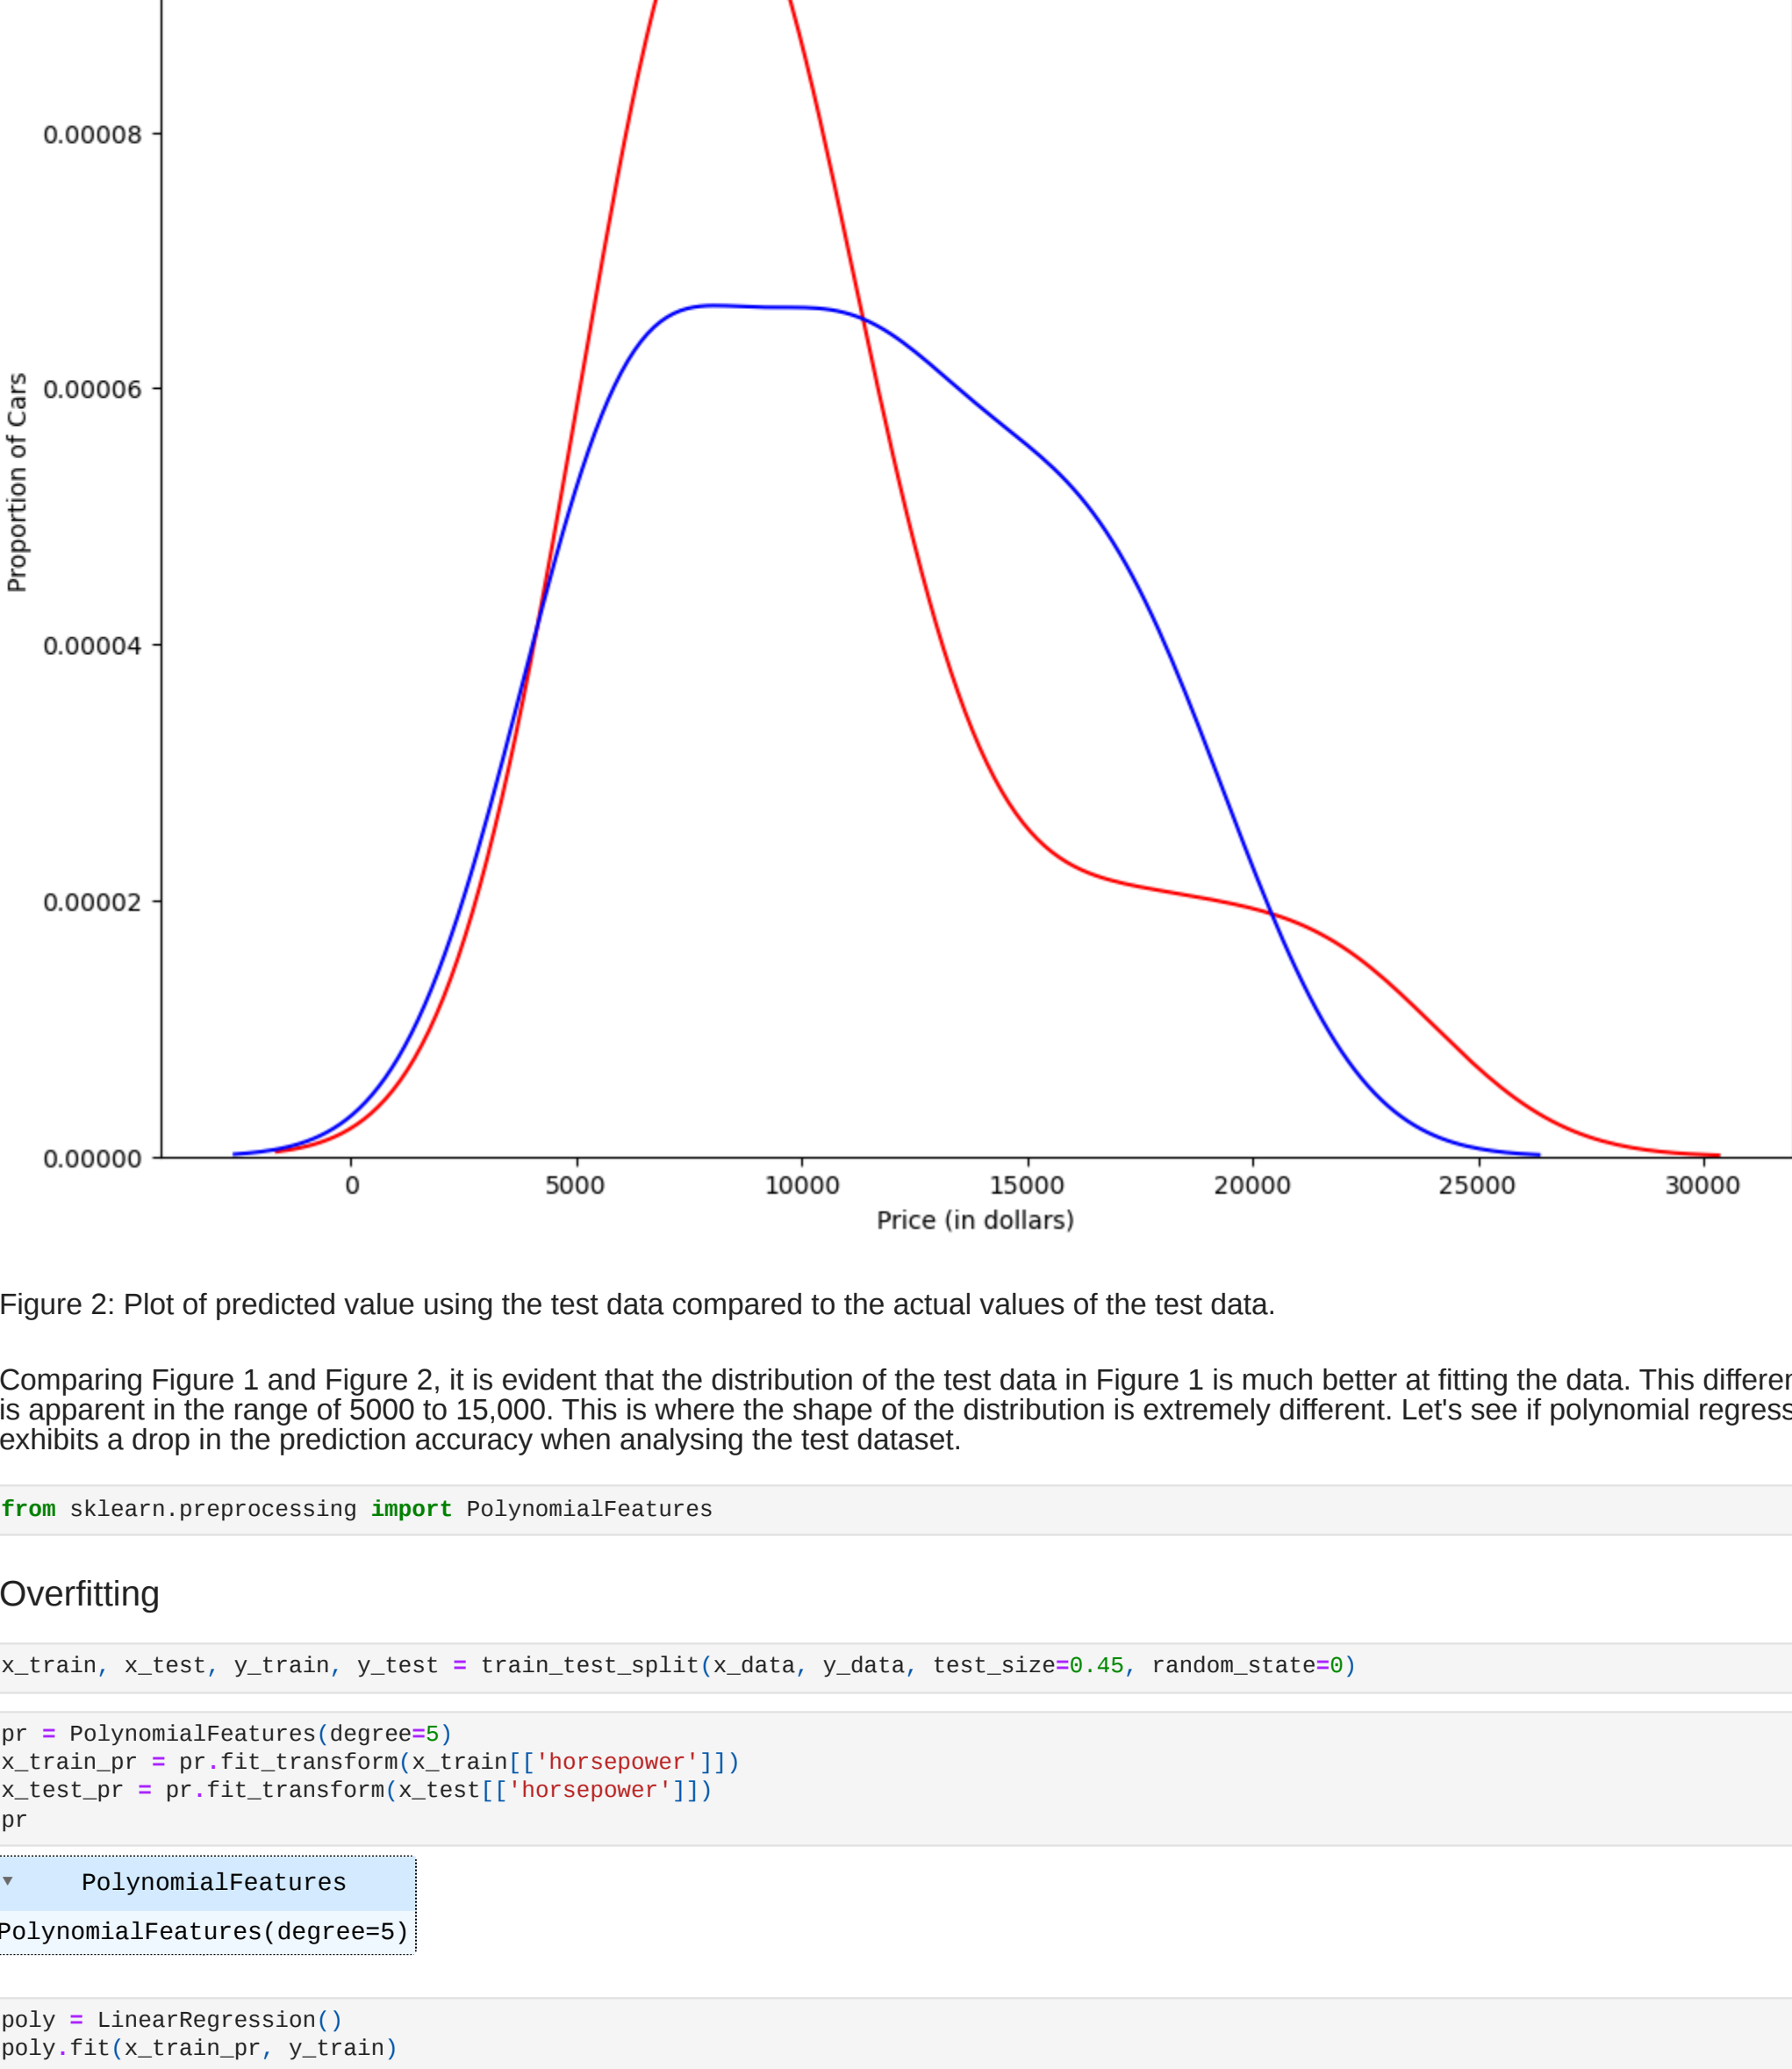 0.00008
0.00006
0.00004
0.00002
0.00000
Proportion of Cars
0 5000 10000 15000 20000 25000 30000
Price (in dollars)
Figure 2: Plot of predicted value using the test data compared to the actual values of the test data.
Comparing Figure 1 and Figure 2, it is evident that the distribution of the test data in Figure 1 is much better at fitting the data. This differen
is apparent in the range of 5000 to 15,000. This is where the shape of the distribution is extremely different. Let's see if polynomial regress
exhibits a drop in the prediction accuracy when analysing the test dataset.
from sklearn.preprocessing import PolynomialFeatures
Overfitting
x_train, x_test, y_train, y_test = train_test_split(x_data, y_data, test_size=0.45, random_state=0)
pr = PolynomialFeatures(degree=5)
x_train_pr = pr.fit_transform(x_train[['horsepower']])
x_test_pr = pr.fit_transform(x_test[['horsepower']])
pr
PolynomialFeatures
PolynomialFeatures(degree=5)
poly = LinearRegression()
poly.fit(x_train_pr, y_train)